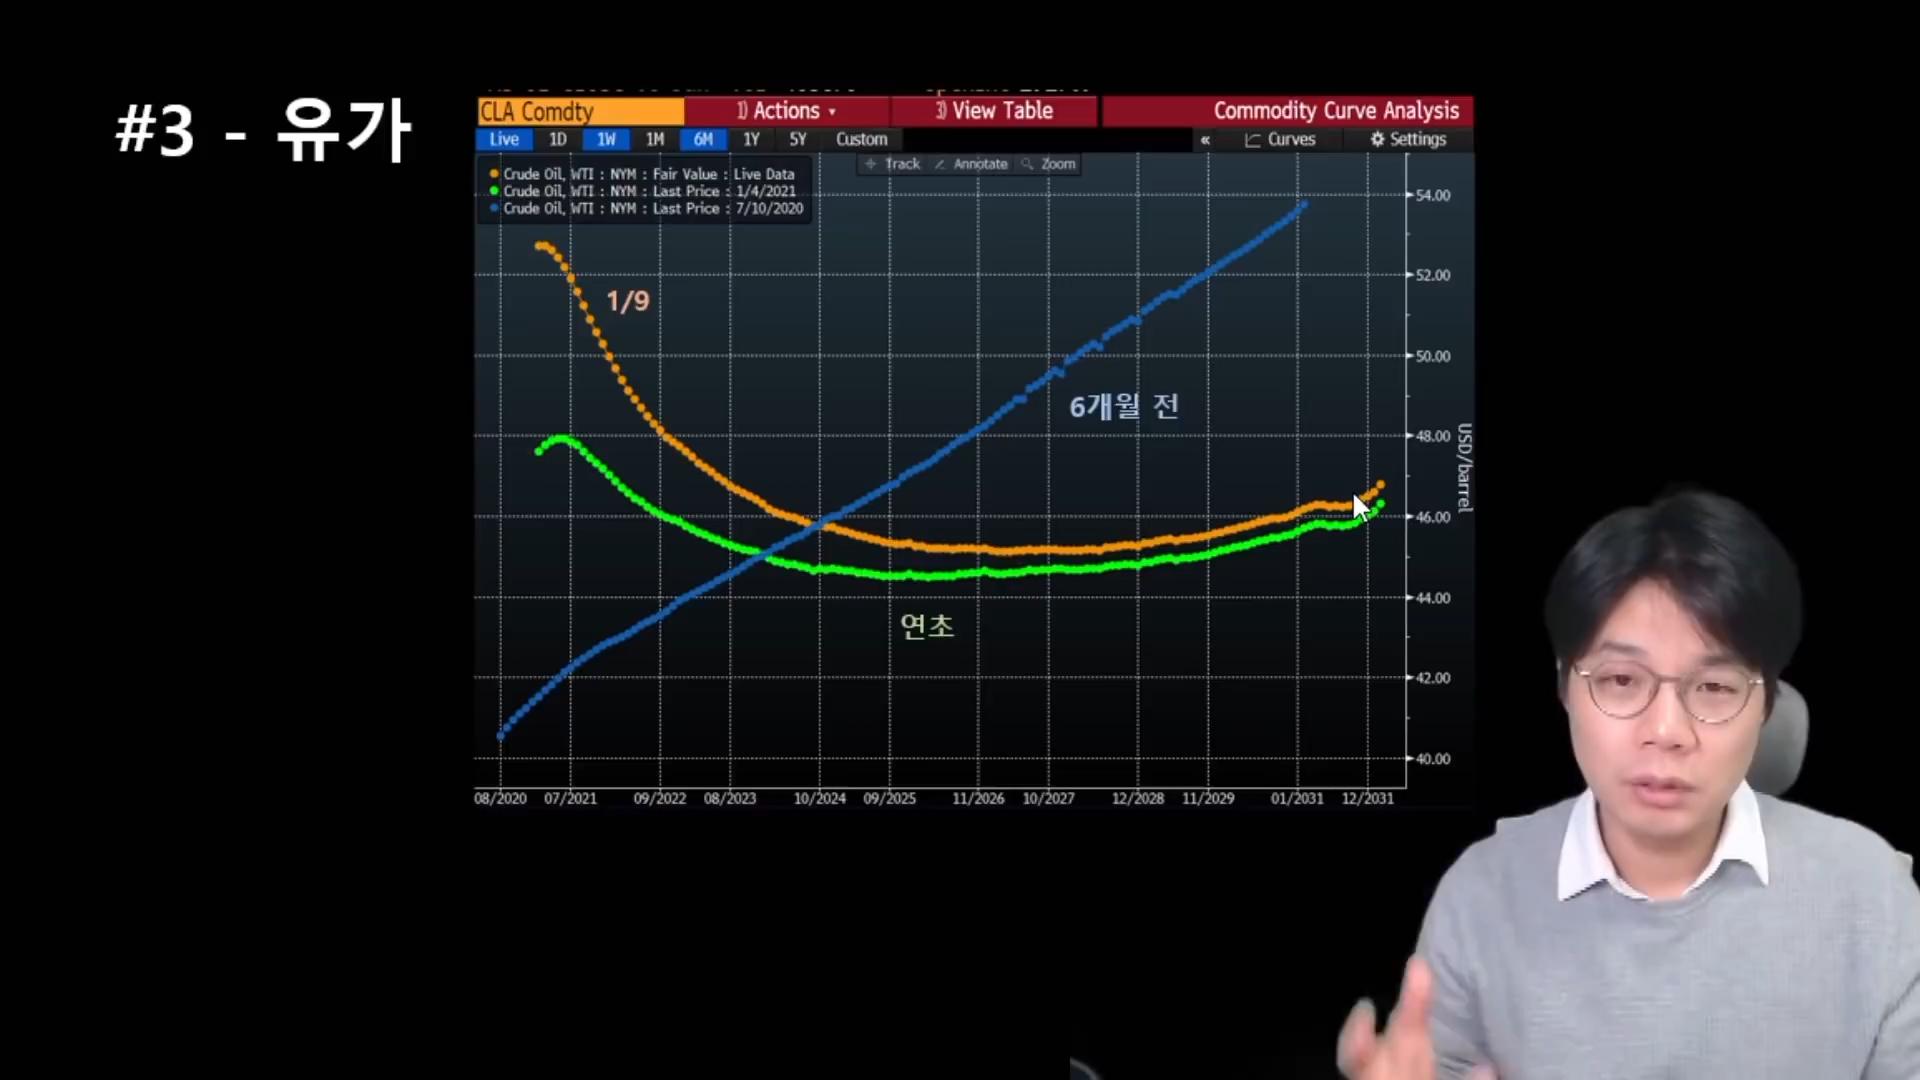 #3 - 유가
CLA Comdty
1) Actions
3) View Table
Commodity Curve Analysis
Live 1D 1W 1M 6M 1Y 5Y Custom
« Curves Settings
Track Annotate Zoom
Crude Oil, WTI : NYM : Fair Value : Live Data
Crude Oil, WTI : NYM : Last Price : 1/4/2021
Crude Oil, WTI : NYM : Last Price : 7/10/2020
54.00
52.00
1/9
50.00
6개월 전
48.00
USD/barrel
46.00
44.00
연초
42.00
40.00
08/2020 07/2021 09/2022 08/2023 10/2024 09/2025 11/2026 10/2027 12/2028 11/2029 01/2031 12/2031